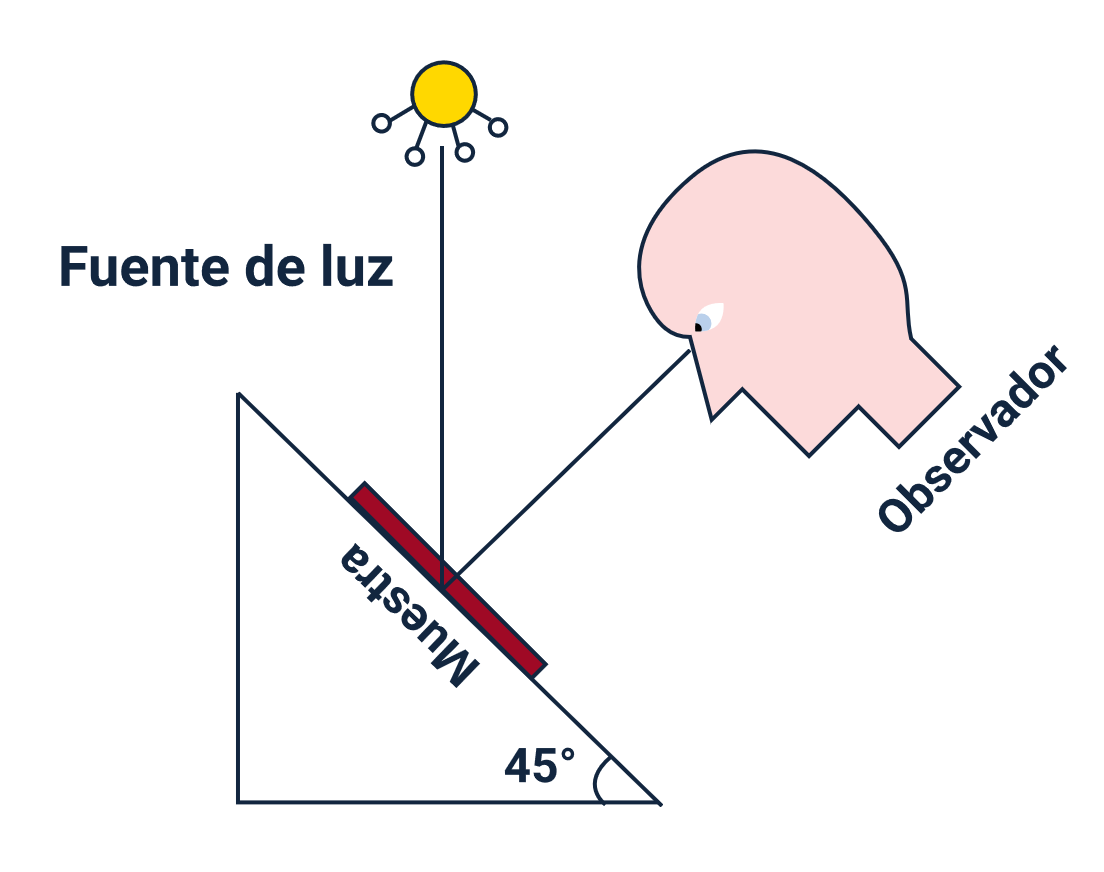 Fuente de luz
Observador
Muestra
45°